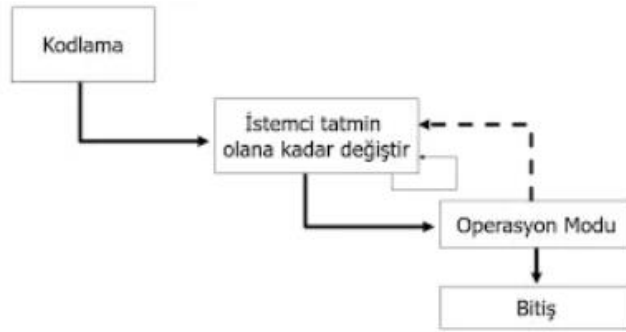 Kodlama
İstemci tatmin
olana kadar değiştir
Operasyon Modu
Bitiş